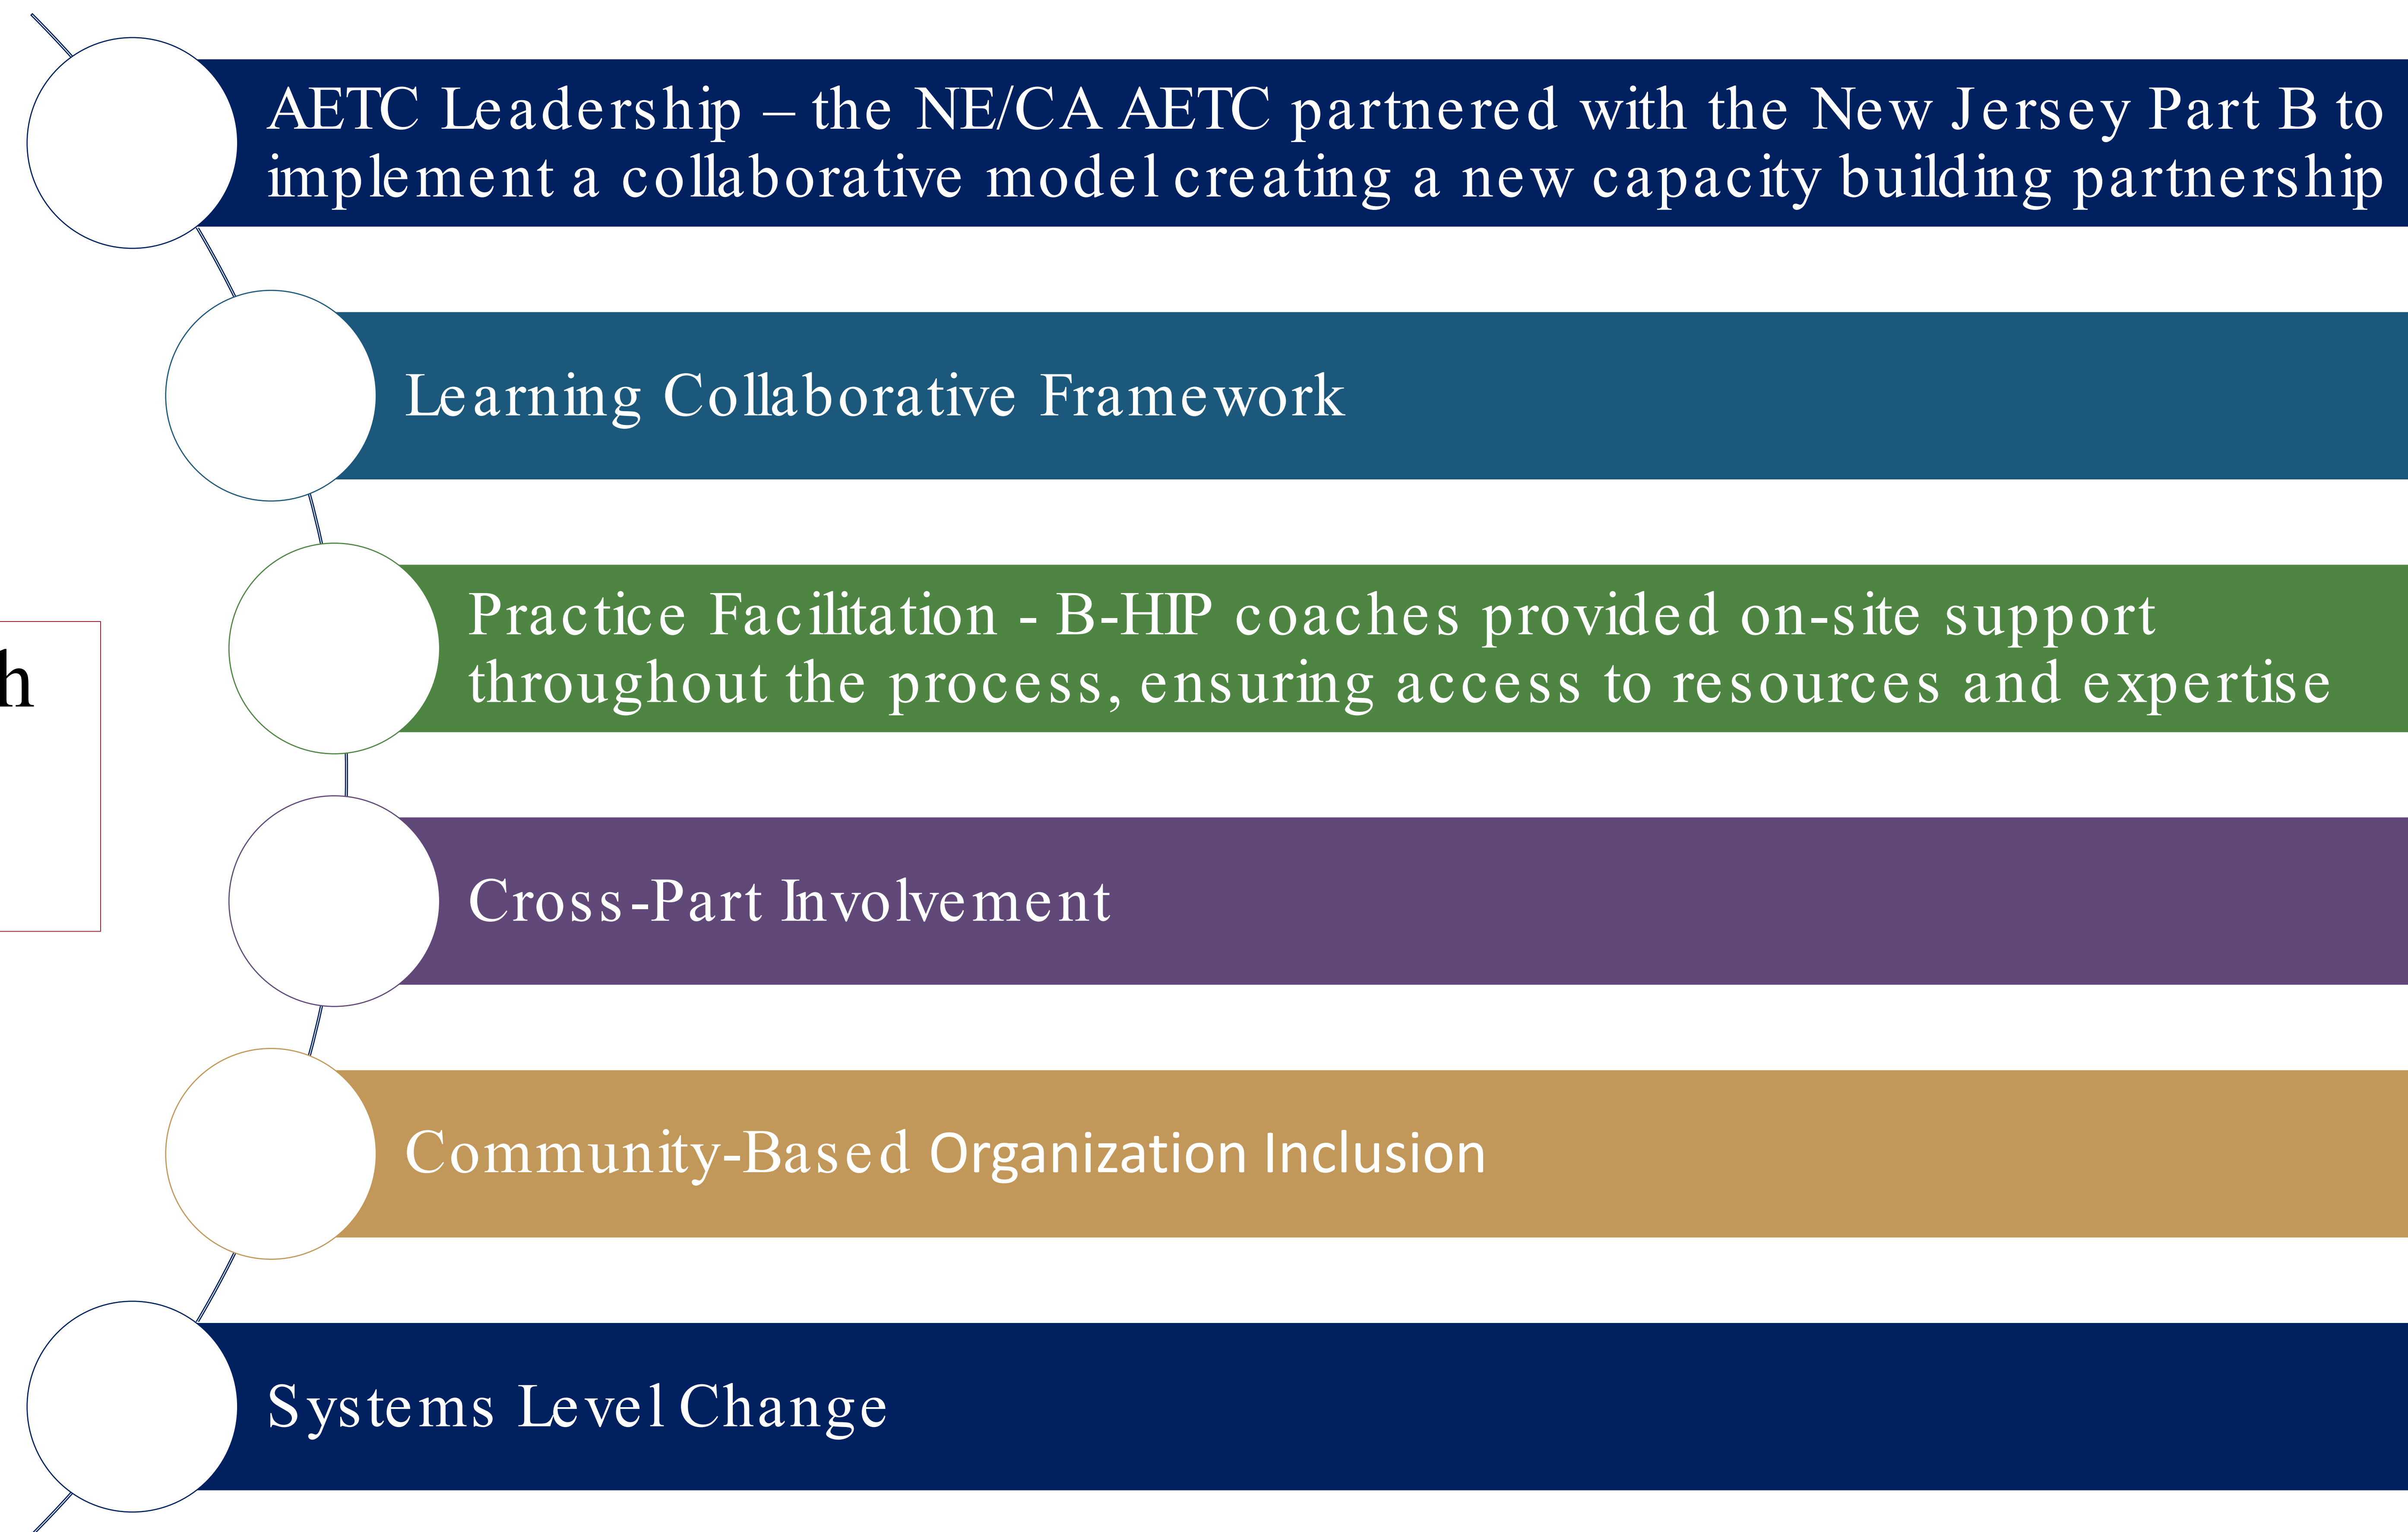 AETC Leadership – the NE/CA AETC partnered with the New Jersey Part B to
implement a collaborative model creating a new capacity building partnership
Learning Collaborative Framework
Practice Facilitation - B-HIP coaches provided on-site support
throughout the process, ensuring access to resources and expertise
h
Cross-Part Involvement
Community-Based Organization Inclusion
Systems Level Change